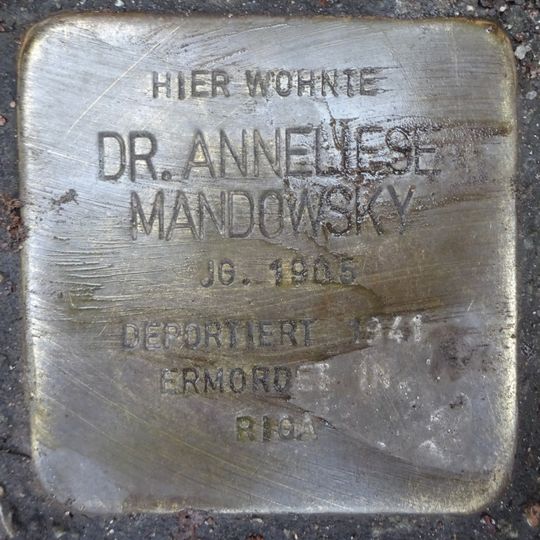 HIER WOHNTE
DR. ANNELIESE
MANDOWSKY
JG. 1905
DEPORTIERT 1941
ERMORDET IN
RIGA